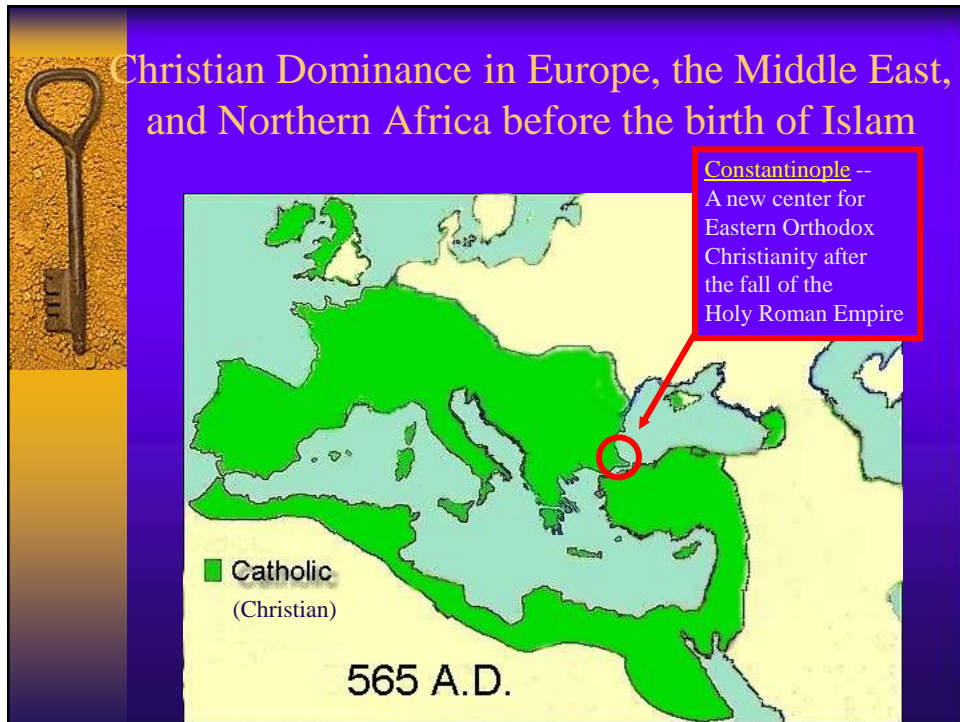 Christian Dominance in Europe, the Middle East,
and Northern Africa before the birth of Islam
Constantinople --
A new center for
Eastern Orthodox
Christianity after
the fall of the
Holy Roman Empire
Catholic
(Christian)
565 A.D.